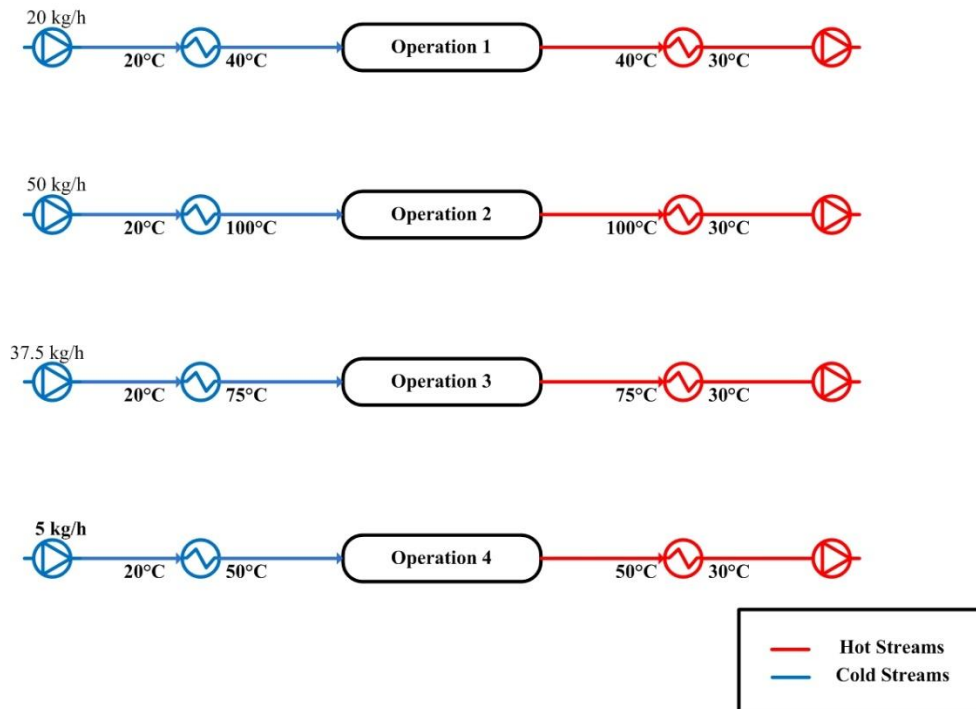 20 kg/h
Operation 1
20°C 40°C 40°C 30°C
50 kg/h
Operation 2
20°C 100°C 100°C 30°C
37.5 kg/h
Operation 3
20°C 75°C 75°C 30°C
5 kg/h
Operation 4
20°C 50°C 50°C 30°C
Hot Streams
Cold Streams